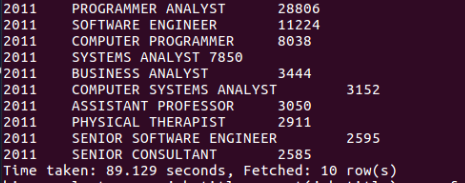 2011 PROGRAMMER ANALYST 28806
2011 SOFTWARE ENGINEER 11224
2011 COMPUTER PROGRAMMER 8038
2011 SYSTEMS ANALYST 7850
2011 BUSINESS ANALYST 3444
2011 COMPUTER SYSTEMS ANALYST 3152
2011 ASSISTANT PROFESSOR 3050
2011 PHYSICAL THERAPIST 2911
2011 SENIOR SOFTWARE ENGINEER 2595
2011 SENIOR CONSULTANT 2585
Time taken: 89.129 seconds, Fetched: 10 row(s)